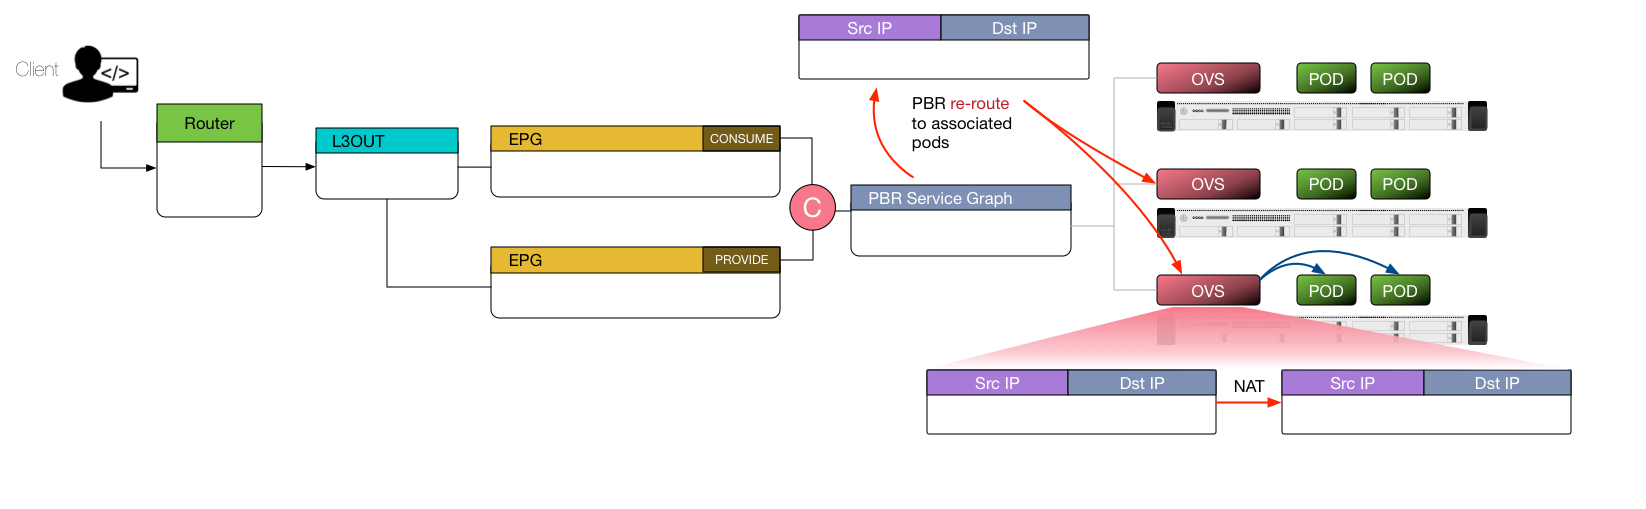 Client
</>
Router
L3OUT
EPG
CONSUME
EPG
PROVIDE
C
Src IP
Dst IP
PBR re-route
to associated
pods
PBR Service Graph
OVS
POD
POD
OVS
POD
POD
OVS
POD
POD
Src IP
Dst IP
NAT
Src IP
Dst IP